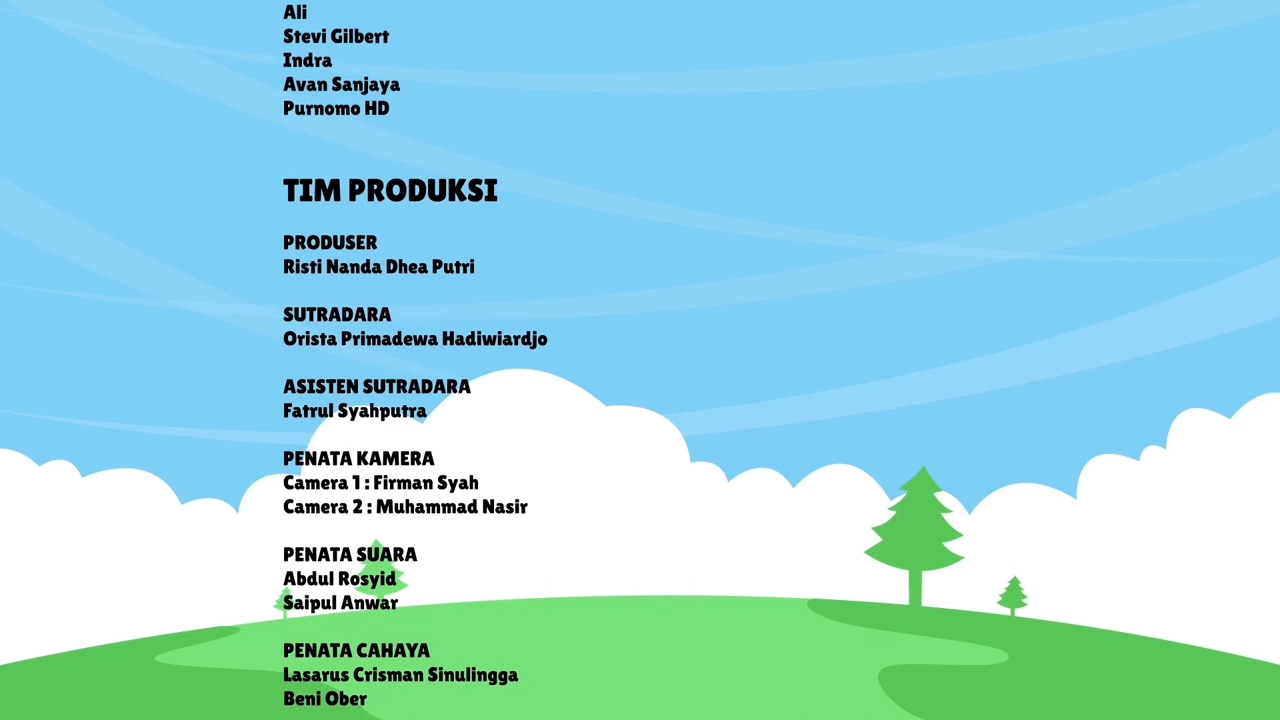 Ali
Stevi Gilbert
Indra
Avan Sanjaya
Purnomo HD
TIM PRODUKSI
PRODUSER
Risti Nanda Dhea Putri
SUTRADARA
Orista Primadewa Hadiwiardjo
ASISTEN SUTRADARA
Fatrul Syahputra
PENATA KAMERA
Camera 1 : Firman Syah
Camera 2 : Muhammad Nasir
PENATA SUARA
Abdul Rosyid
Saipul Anwar
PENATA CAHAYA
Lasarus Crisman Sinulingga
Beni Ober